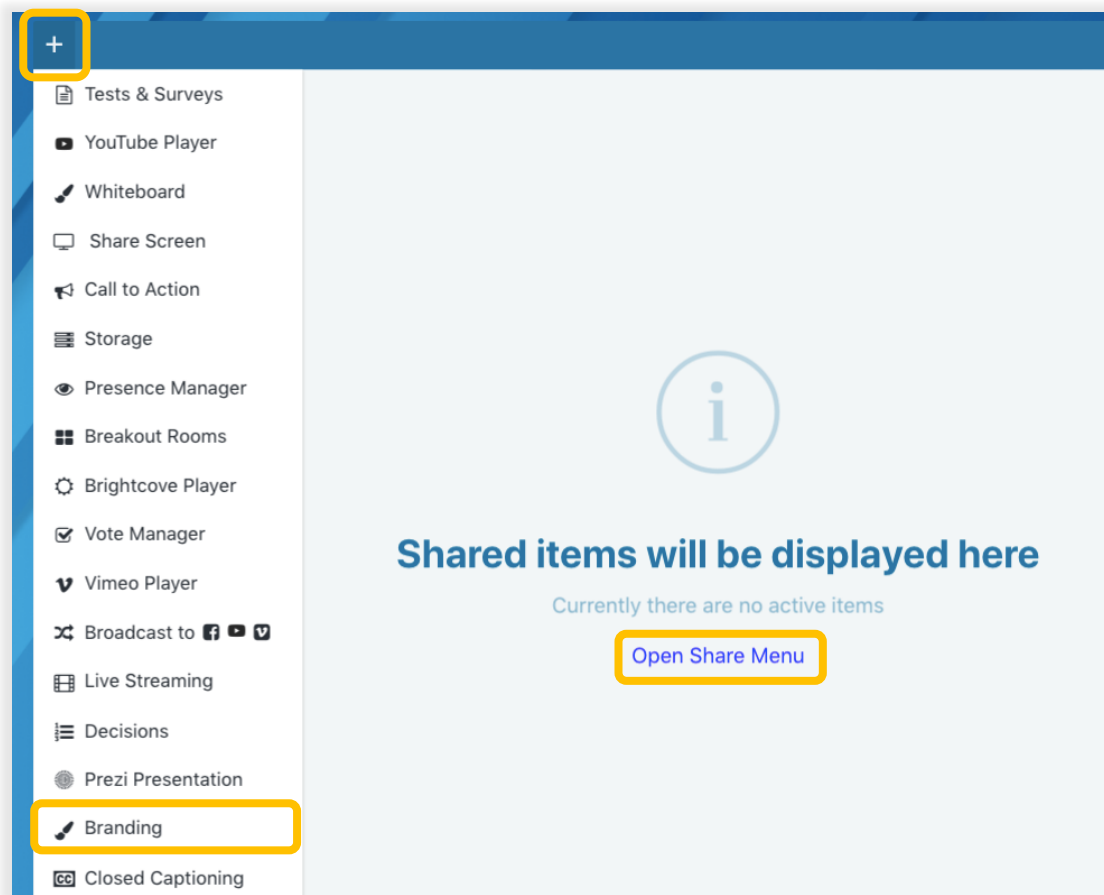 +
Tests & Surveys
YouTube Player
Whiteboard
Share Screen
Call to Action
Storage
Presence Manager
Breakout Rooms
Brightcove Player
Vote Manager
Vimeo Player
Broadcast to
Live Streaming
Decisions
Prezi Presentation
Branding
CC Closed Captioning
i
Shared items will be displayed here
Currently there are no active items
Open Share Menu